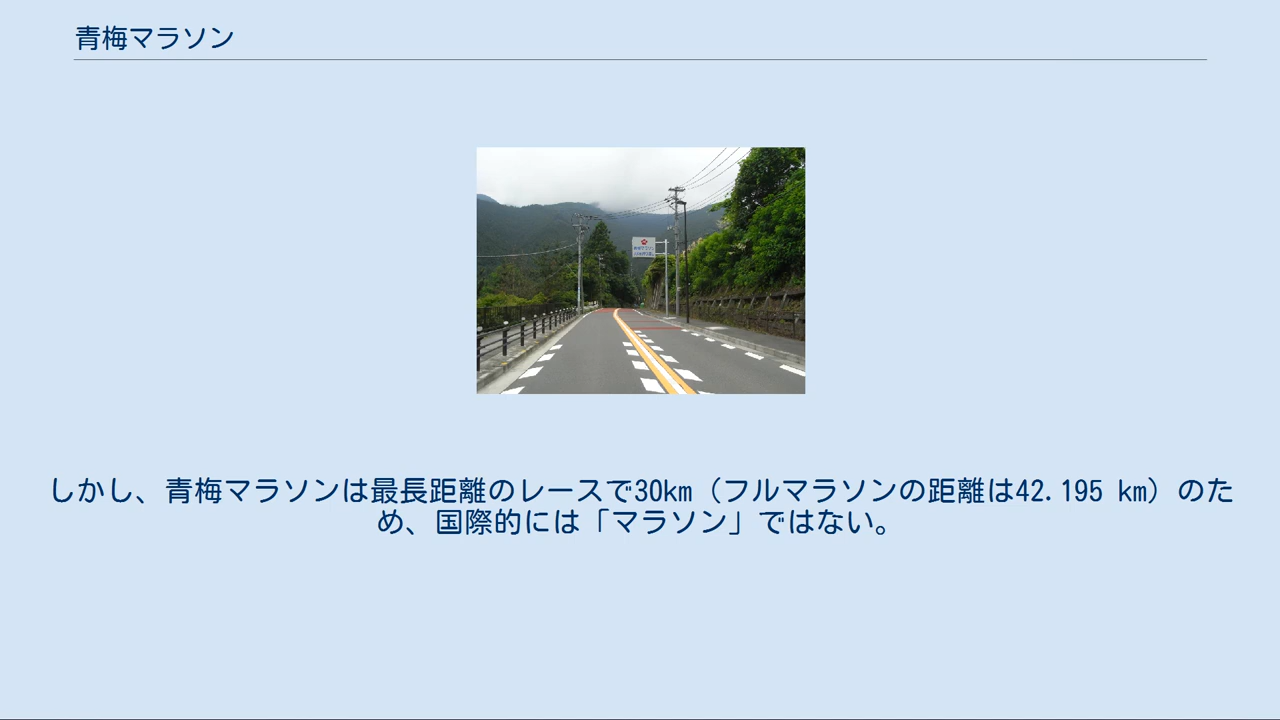 青梅マラソン
しかし、青梅マラソンは最長距離のレースで30km（フルマラソンの距離は42.195 km）のた
め、国際的には「マラソン」ではない。